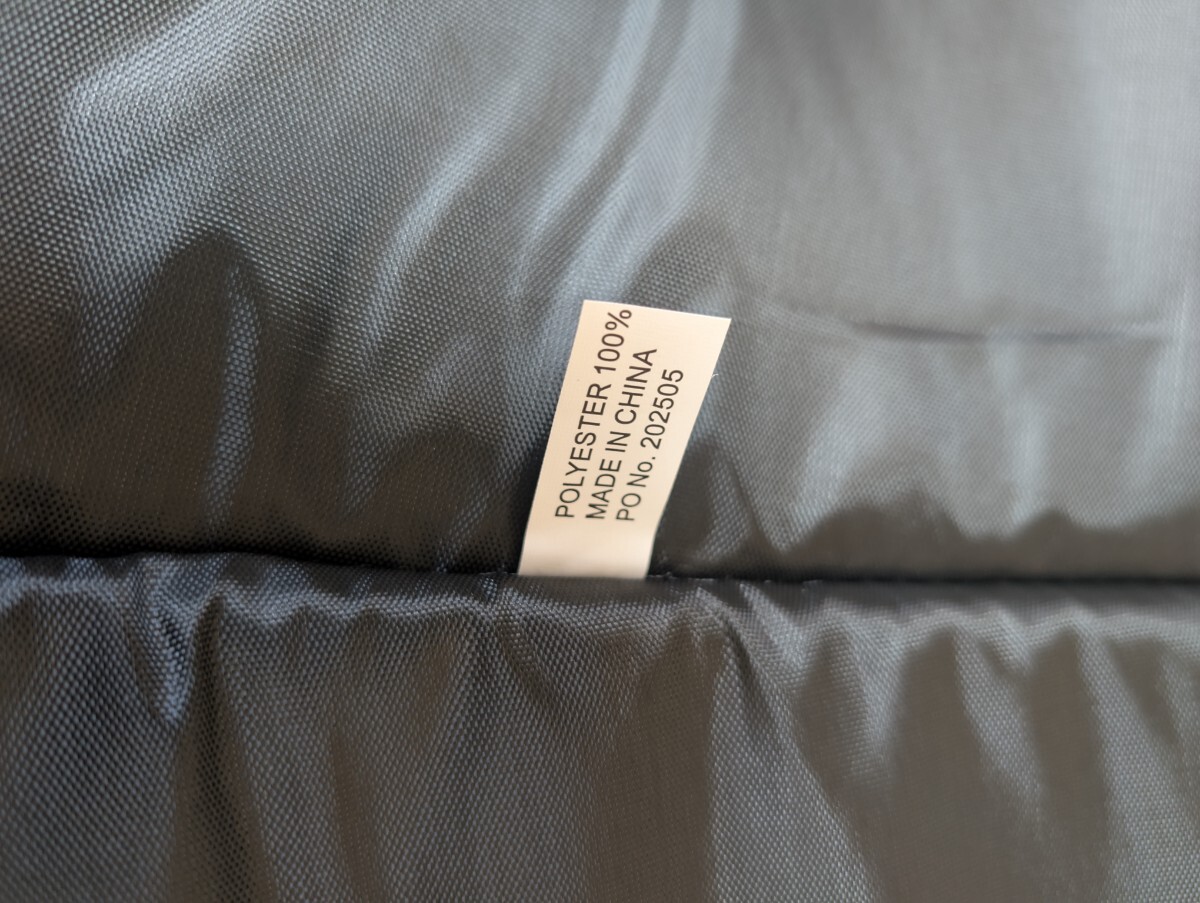 POLYESTER 100%
MADE IN CHINA
PO No. 202505